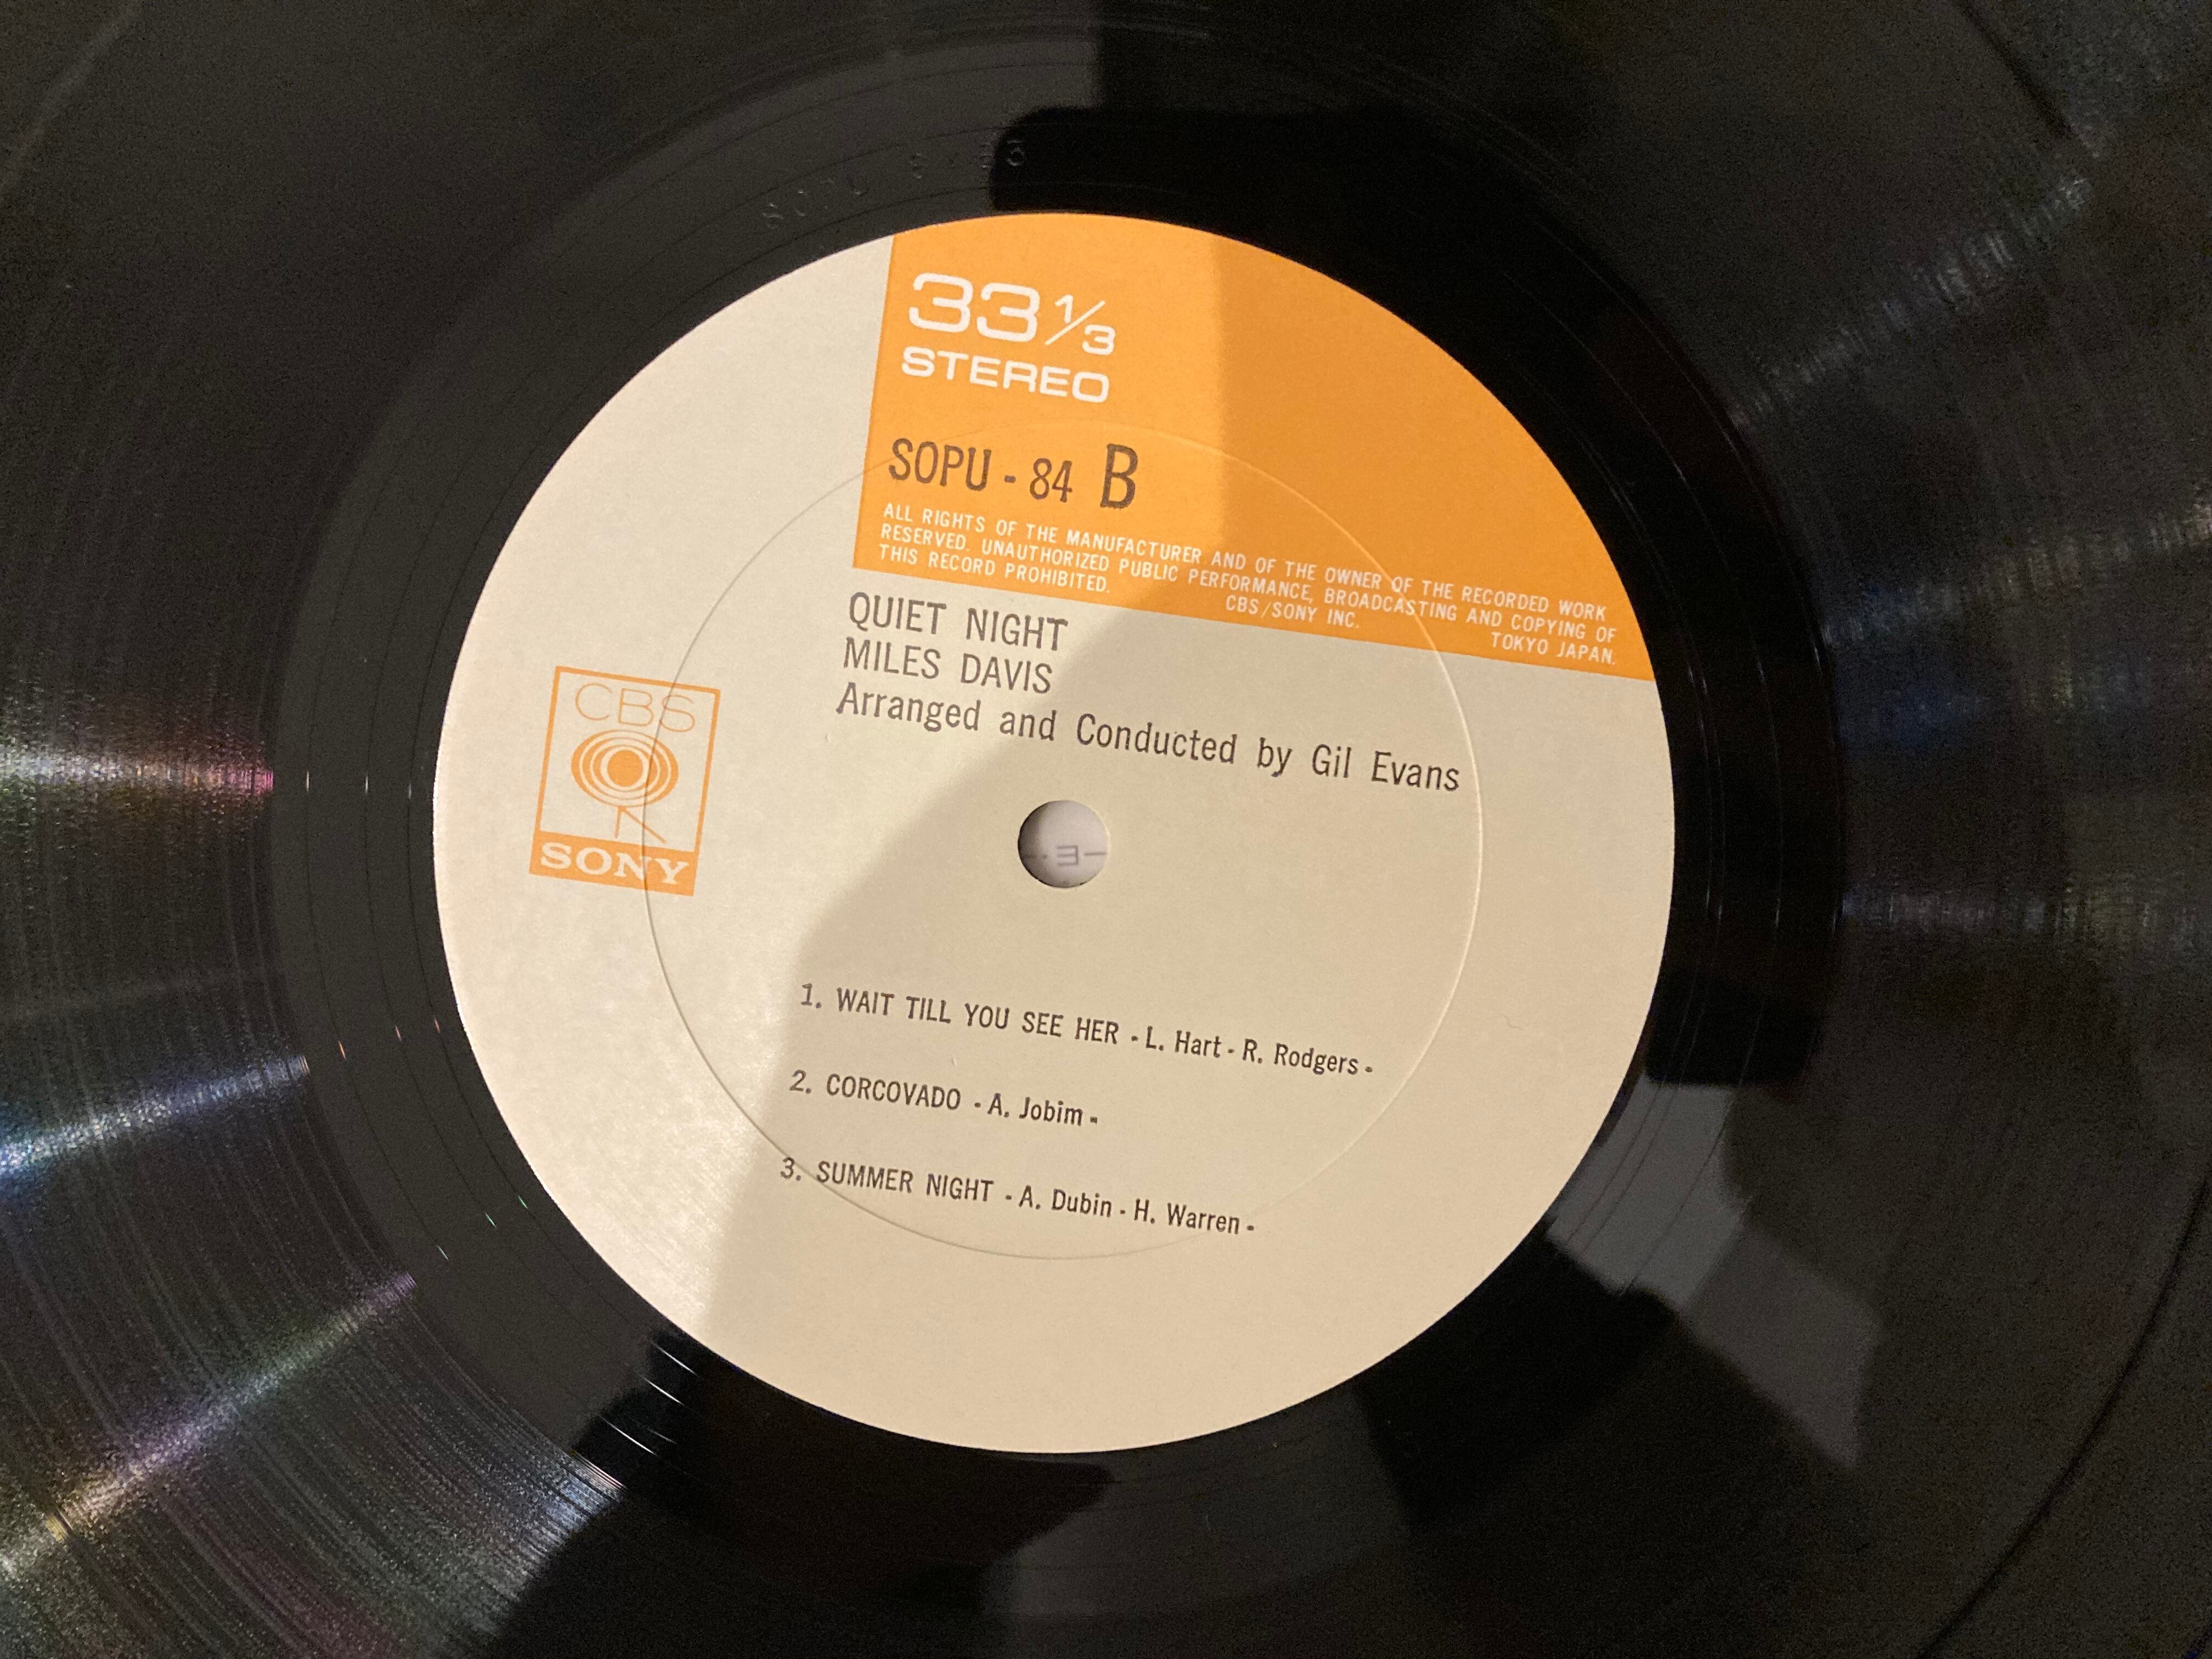 33 1/3
STEREO
SOPU - 84 B
ALL RIGHTS OF THE MANUFACTURER AND OF THE OWNER OF THE RECORDED WORK
RESERVED. UNAUTHORIZED PUBLIC PERFORMANCE, BROADCASTING AND COPYING OF
THIS RECORD PROHIBITED. CBS/SONY INC. TOKYO JAPAN.
QUIET NIGHT
MILES DAVIS
Arranged and Conducted by Gil Evans
CBS
SONY
1. WAIT TILL YOU SEE HER - L. Hart - R. Rodgers -
2. CORCOVADO - A. Jobim -
3. SUMMER NIGHT - A. Dubin - H. Warren -